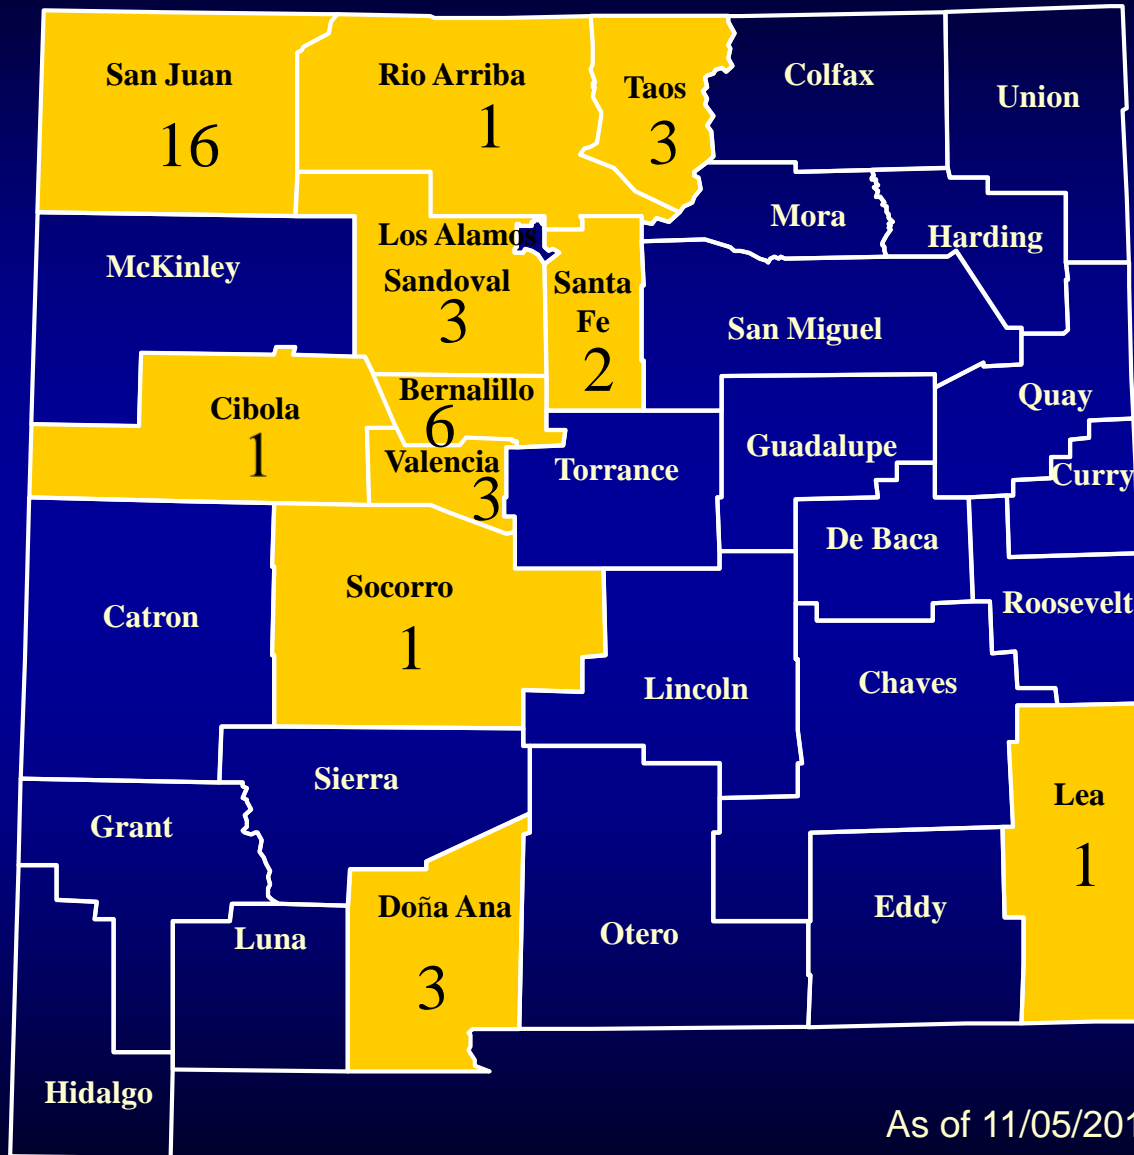 San Juan
16
Rio Arriba
1
Taos
3
Colfax
Union
Mora
Harding
McKinley
Los Alamos
Sandoval
3
Santa
Fe
2
San Miguel
Cibola
1
Bernalillo
6
Valencia
3
Torrance
Guadalupe
Quay
Curry
De Baca
Roosevelt
Catron
Socorro
1
Lincoln
Chaves
Sierra
Grant
Lea
1
Luna
Doña Ana
3
Otero
Eddy
Hidalgo
As of 11/05/201